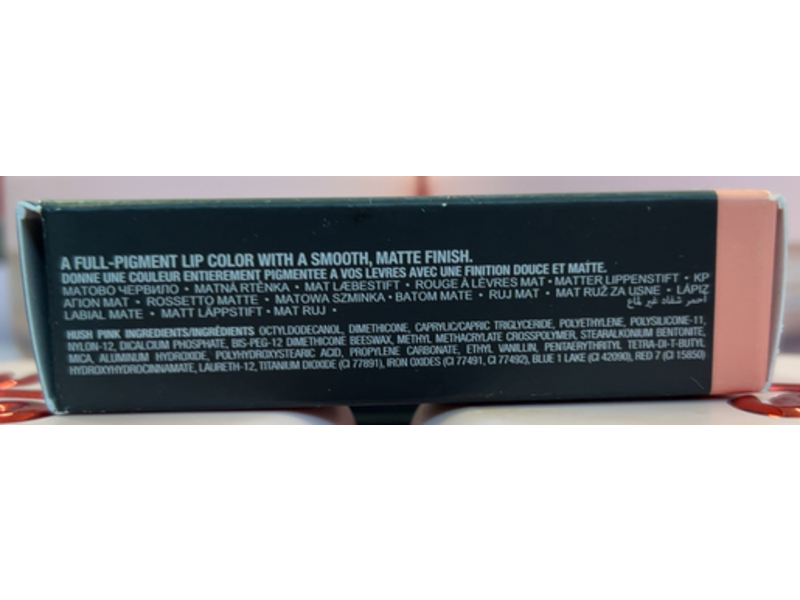 A FULL-PIGMENT LIP COLOR WITH A SMOOTH, MATTE FINISH.
DONNE UNE COULEUR ENTIEREMENT PIGMENTEE A VOS LEVRES AVEC UNE FINITION DOUCE ET MATTE.
МАТОВО ЧЕРВИЛО • MATNÁ RTĚNKA • MAT LÆBESTIFT • ROUGE À LÈVRES MAT • MATTER LIPPENSTIFT • ΚΡ
ΑΓΙΟΝ ΜΑΤ • ROSSETTO MATTE • MATOWA SZMINKA • BATOM MATE • RUJ MAT • MAT RUŽ ZA USNE • LÁPIZ
LABIAL MATE • MATT LÄPPSTIFT • MAT RUJ • أحمر شفاه غير لماع
HUSH PINK INGREDIENTS/INGRÉDIENTS OCTYLDODECANOL, DIMETHICONE, CAPRYLIC/CAPRIC TRIGLYCERIDE, POLYETHYLENE, POLYSILICONE-11,
NYLON-12, DICALCIUM PHOSPHATE, BIS-PEG-12 DIMETHICONE BEESWAX, METHYL METHACRYLATE CROSSPOLYMER, STEARALKONIUM BENTONITE,
MICA, ALUMINUM HYDROXIDE, POLYHYDROXYSTEARIC ACID, PROPYLENE CARBONATE, ETHYL VANILLIN, PENTAERYTHRITYL TETRA-DI-T-BUTYL
HYDROXYHYDROCINNAMATE, LAURETH-12, TITANIUM DIOXIDE (CI 77891), IRON OXIDES (CI 77491, CI 77492), BLUE 1 LAKE (CI 42090), RED 7 (CI 15850)